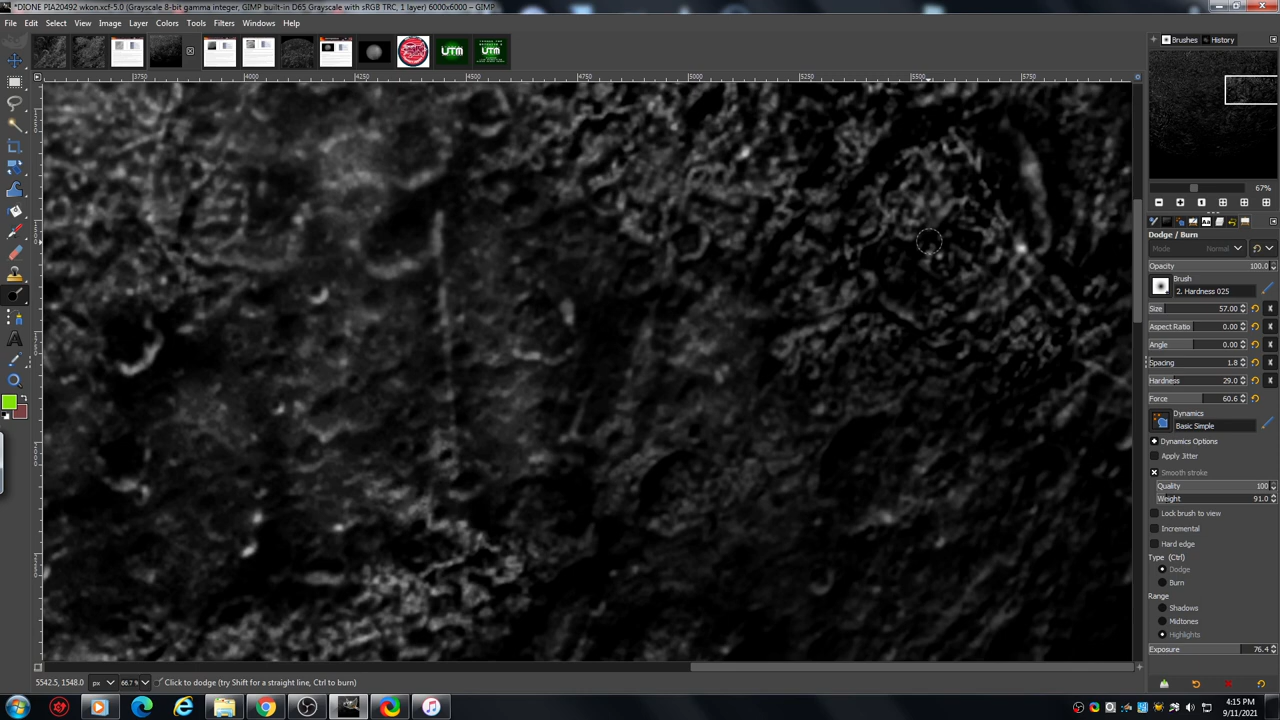 *DIONE PIA20492 wkon.xcf-5.0 (Grayscale 8-bit gamma integer, GIMP built-in D65 Grayscale with sRGB TRC, 1 layer) 6000x6000 – GIMP
File Edit Select View Image Layer Colors Tools Filters Windows Help
UTM
UTM
Brushes History
3750 4000 4250 4500 4750 5000 5250 5500 5750
67%
Dodge / Burn
Mode Normal
Opacity 100.0
Brush
2. Hardness 025
Size 57.00
Aspect Ratio 0.00
Angle 0.00
Spacing 1.8
Hardness 29.0
Force 60.6
Dynamics
Basic Simple
Dynamics Options
Apply Jitter
Smooth stroke
Quality 100
Weight 91.0
Lock brush to view
Incremental
Hard edge
Type (Ctrl)
Dodge
Burn
Range
Shadows
Midtones
Highlights
Exposure 76.4
5542.5, 1548.0 px 66.7 % Click to dodge (try Shift for a straight line, Ctrl to burn)
4:15 PM
9/11/2021